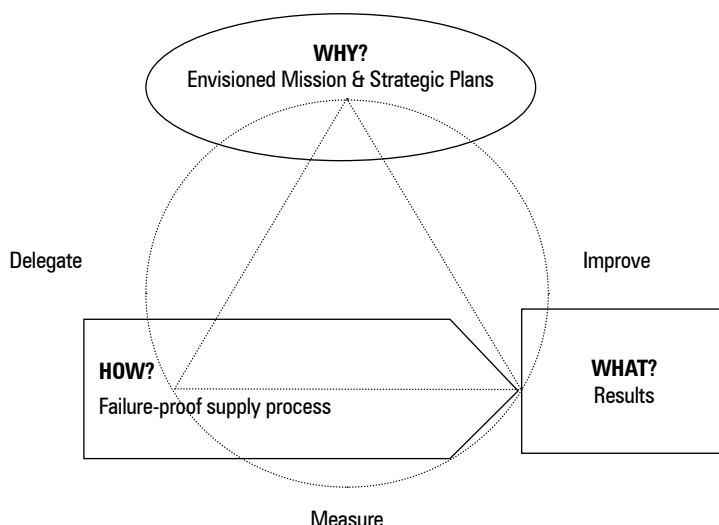 WHY?
Envisioned Mission & Strategic Plans
Delegate
Improve
HOW?
Failure-proof supply process
WHAT?
Results
Measure